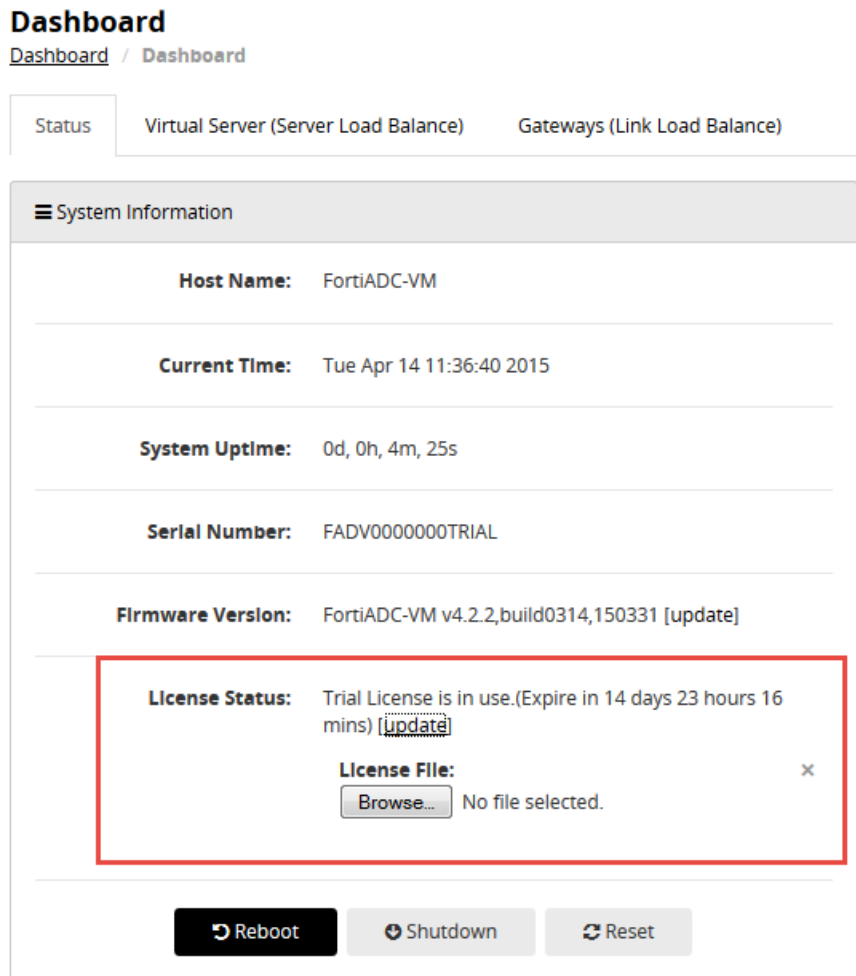 Dashboard
Dashboard / Dashboard
Status Virtual Server (Server Load Balance) Gateways (Link Load Balance)
System Information
Host Name: FortiADC-VM
Current Time: Tue Apr 14 11:36:40 2015
System Uptime: 0d, 0h, 4m, 25s
Serial Number: FADV0000000TRIAL
Firmware Version: FortiADC-VM v4.2.2,build0314,150331 [update]
License Status: Trial License is in use.(Expire in 14 days 23 hours 16
mins) [update]
License File: ×
Browse... No file selected.
Reboot Shutdown Reset